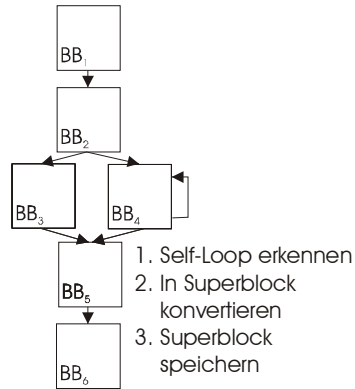 BB₁
BB₂
BB₃
BB₄
BB₅
1. Self-Loop erkennen
2. In Superblock
konvertieren
3. Superblock
speichern
BB₆